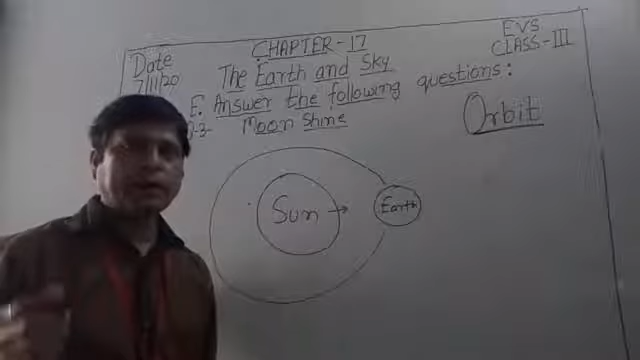 Date
7/11/20
CHAPTER-17
EVS
CLASS-III
The Earth and Sky
E. Answer the following questions:
Moon Shine
Orbit
Sun
Earth